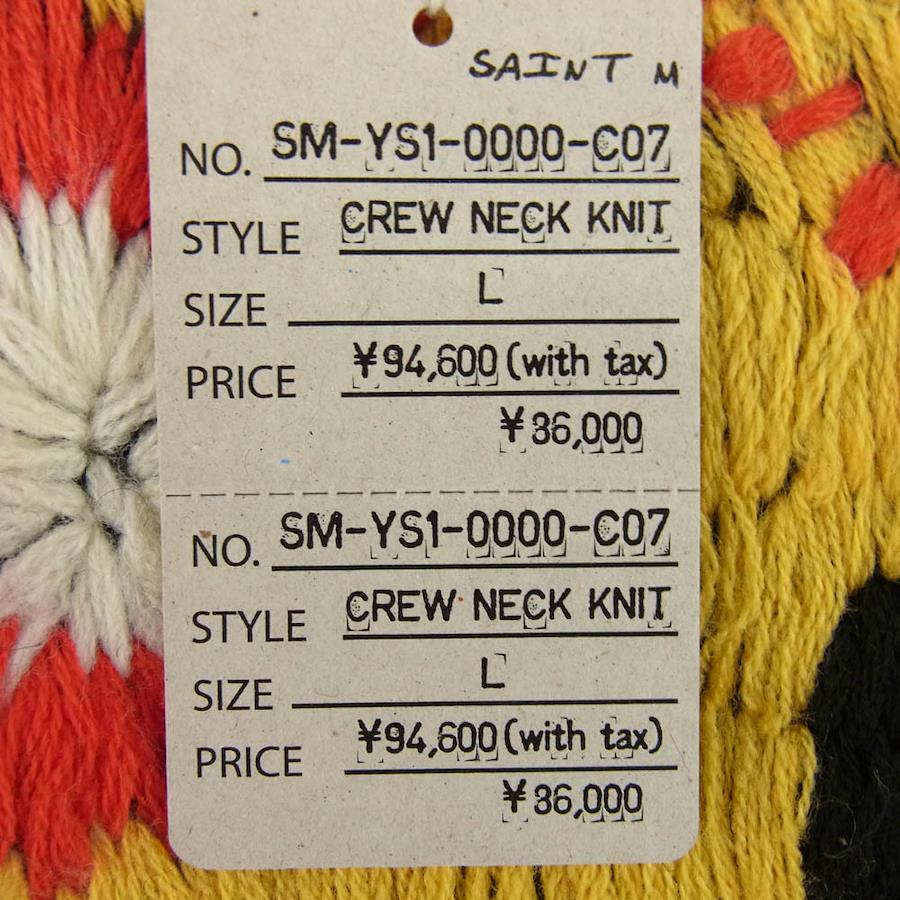 SAINT M
NO. SM-YS1-0000-C07
STYLE CREW NECK KNIT
SIZE L
PRICE ¥94,600(with tax)
¥36,000
NO. SM-YS1-0000-C07
STYLE CREW NECK KNIT
SIZE L
PRICE ¥94,600(with tax)
¥36,000